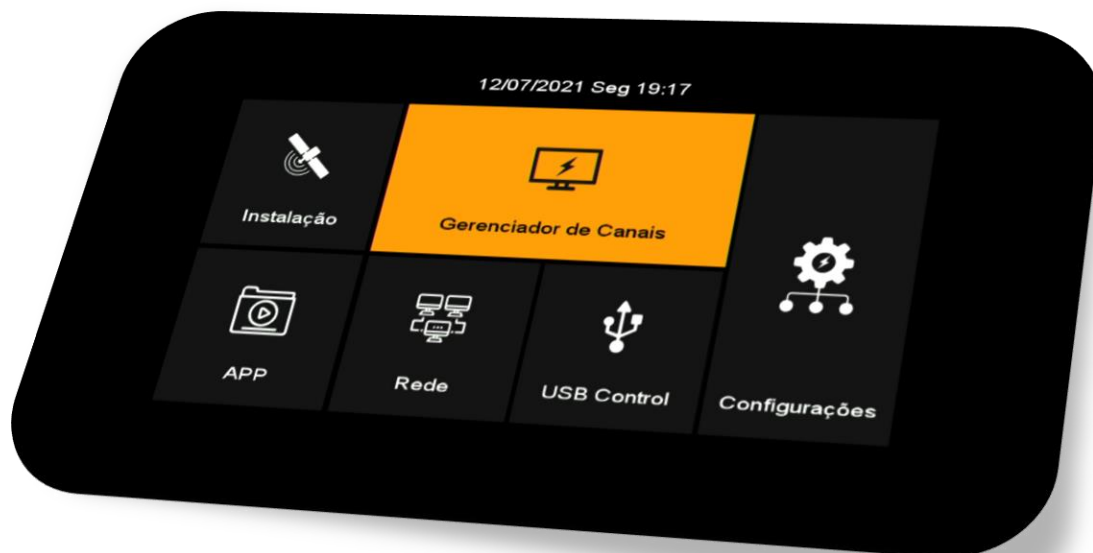 12/07/2021 Seg 19:17
Instalação
Gerenciador de Canais
APP
Rede
USB Control
Configurações